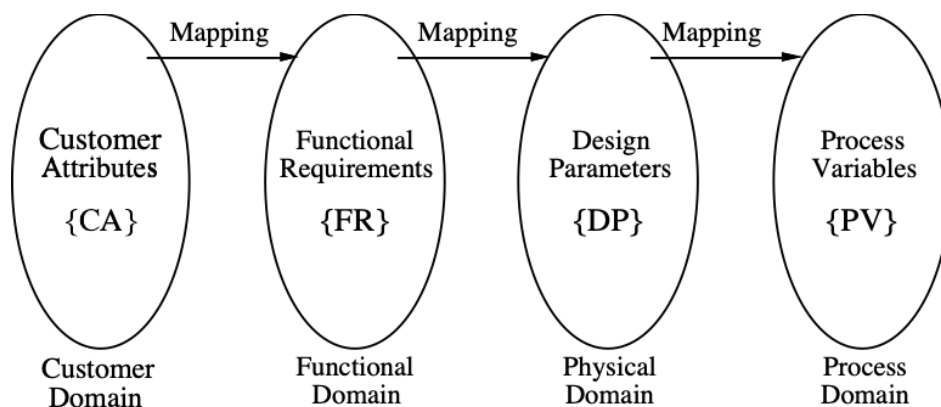 Mapping
Mapping
Mapping
Customer
Attributes
{CA}
Functional
Requirements
{FR}
Design
Parameters
{DP}
Process
Variables
{PV}
Customer
Domain
Functional
Domain
Physical
Domain
Process
Domain